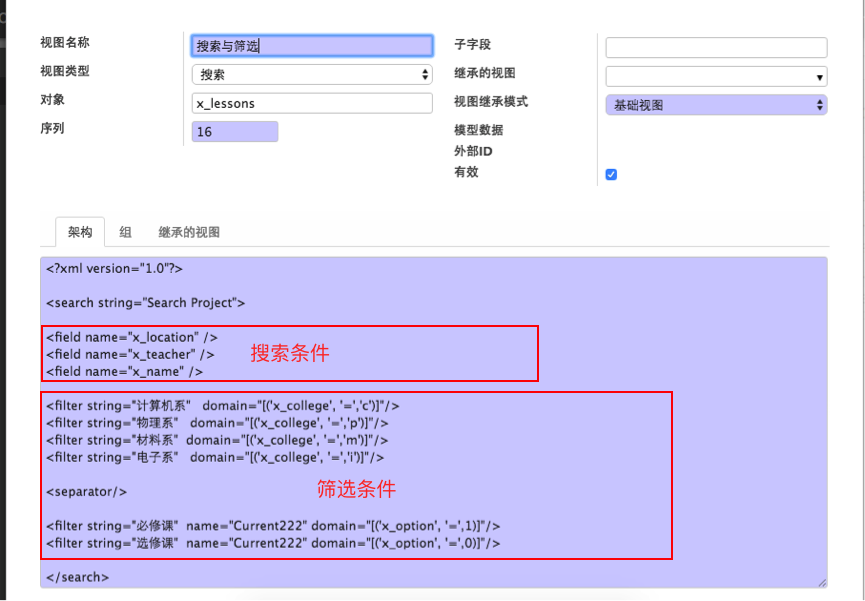 视图名称
搜索与筛选
视图类型
搜索
对象
x_lessons
序列
16
子字段
继承的视图
视图继承模式
基础视图
模型数据
外部ID
有效
架构 组 继承的视图
<?xml version="1.0"?>
<search string="Search Project">
<field name="x_location" />
<field name="x_teacher" />
<field name="x_name" />
搜索条件
<filter string="计算机系" domain="[('x_college', '=','c')]"/>
<filter string="物理系" domain="[('x_college', '=','p')]"/>
<filter string="材料系" domain="[('x_college', '=','m')]"/>
<filter string="电子系" domain="[('x_college', '=','i')]"/>
<separator/>
筛选条件
<filter string="必修课" name="Current222" domain="[('x_option', '=',1)]"/>
<filter string="选修课" name="Current222" domain="[('x_option', '=',0)]"/>
</search>